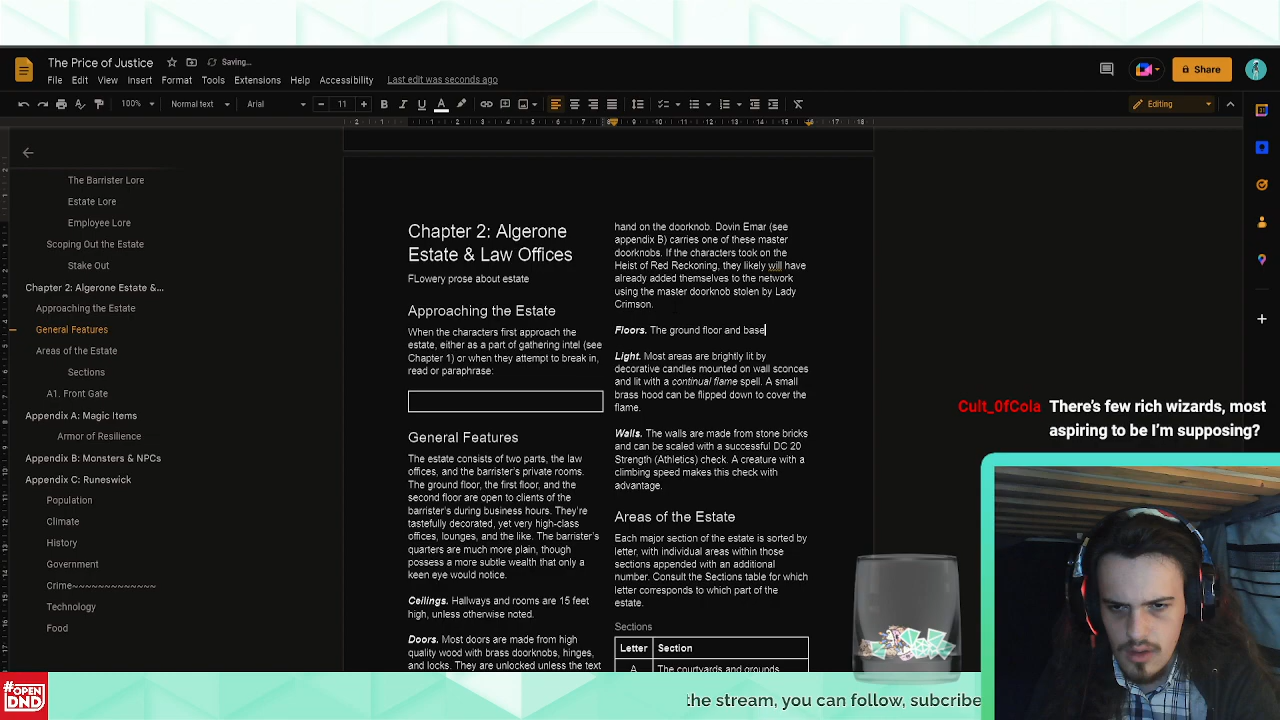 The Price of Justice
Saving...
File Edit View Insert Format Tools Extensions Help Accessibility
Last edit was seconds ago
Share
100% Normal text Arial 11
Editing
The Barrister Lore
Estate Lore
Employee Lore
Scoping Out the Estate
Stake Out
Chapter 2: Algerone Estate &...
Approaching the Estate
General Features
Areas of the Estate
Sections
A1. Front Gate
Appendix A: Magic Items
Armor of Resilience
Appendix B: Monsters & NPCs
Appendix C: Runeswick
Population
Climate
History
Government
Crime~~~~~~~~~~~~~
Technology
Food
Chapter 2: Algerone
Estate & Law Offices
FLowery prose about estate
Approaching the Estate
When the characters first approach the
estate, either as a part of gathering intel (see
Chapter 1) or when they attempt to break in,
read or paraphrase:
General Features
The estate consists of two parts, the law
offices, and the barrister's private rooms.
The ground floor, the first floor, and the
second floor are open to clients of the
barrister's during business hours. They're
tastefully decorated, yet very high-class
offices, lounges, and the like. The barrister's
quarters are much more plain, though
possess a more subtle wealth that only a
keen eye would notice.
Ceilings. Hallways and rooms are 15 feet
high, unless otherwise noted.
Doors. Most doors are made from high
quality wood with brass doorknobs, hinges,
and locks. They are unlocked unless the text
hand on the doorknob. Dovin Emar (see
appendix B) carries one of these master
doorknobs. If the characters took on the
Heist of Red Reckoning, they likely will have
already added themselves to the network
using the master doorknob stolen by Lady
Crimson.
Floors. The ground floor and base
Light. Most areas are brightly lit by
decorative candles mounted on wall sconces
and lit with a continual flame spell. A small
brass hood can be flipped down to cover the
flame.
Walls. The walls are made from stone bricks
and can be scaled with a successful DC 20
Strength (Athletics) check. A creature with a
climbing speed makes this check with
advantage.
Areas of the Estate
Each major section of the estate is sorted by
letter, with individual areas within those
sections appended with an additional
number. Consult the Sections table for which
letter corresponds to which part of the
estate.
Sections
Letter Section
A The courtyards and grounds
Cult_0fCola There's few rich wizards, most
aspiring to be I'm supposing?
#OPEN
DND
the stream, you can follow, subscribe